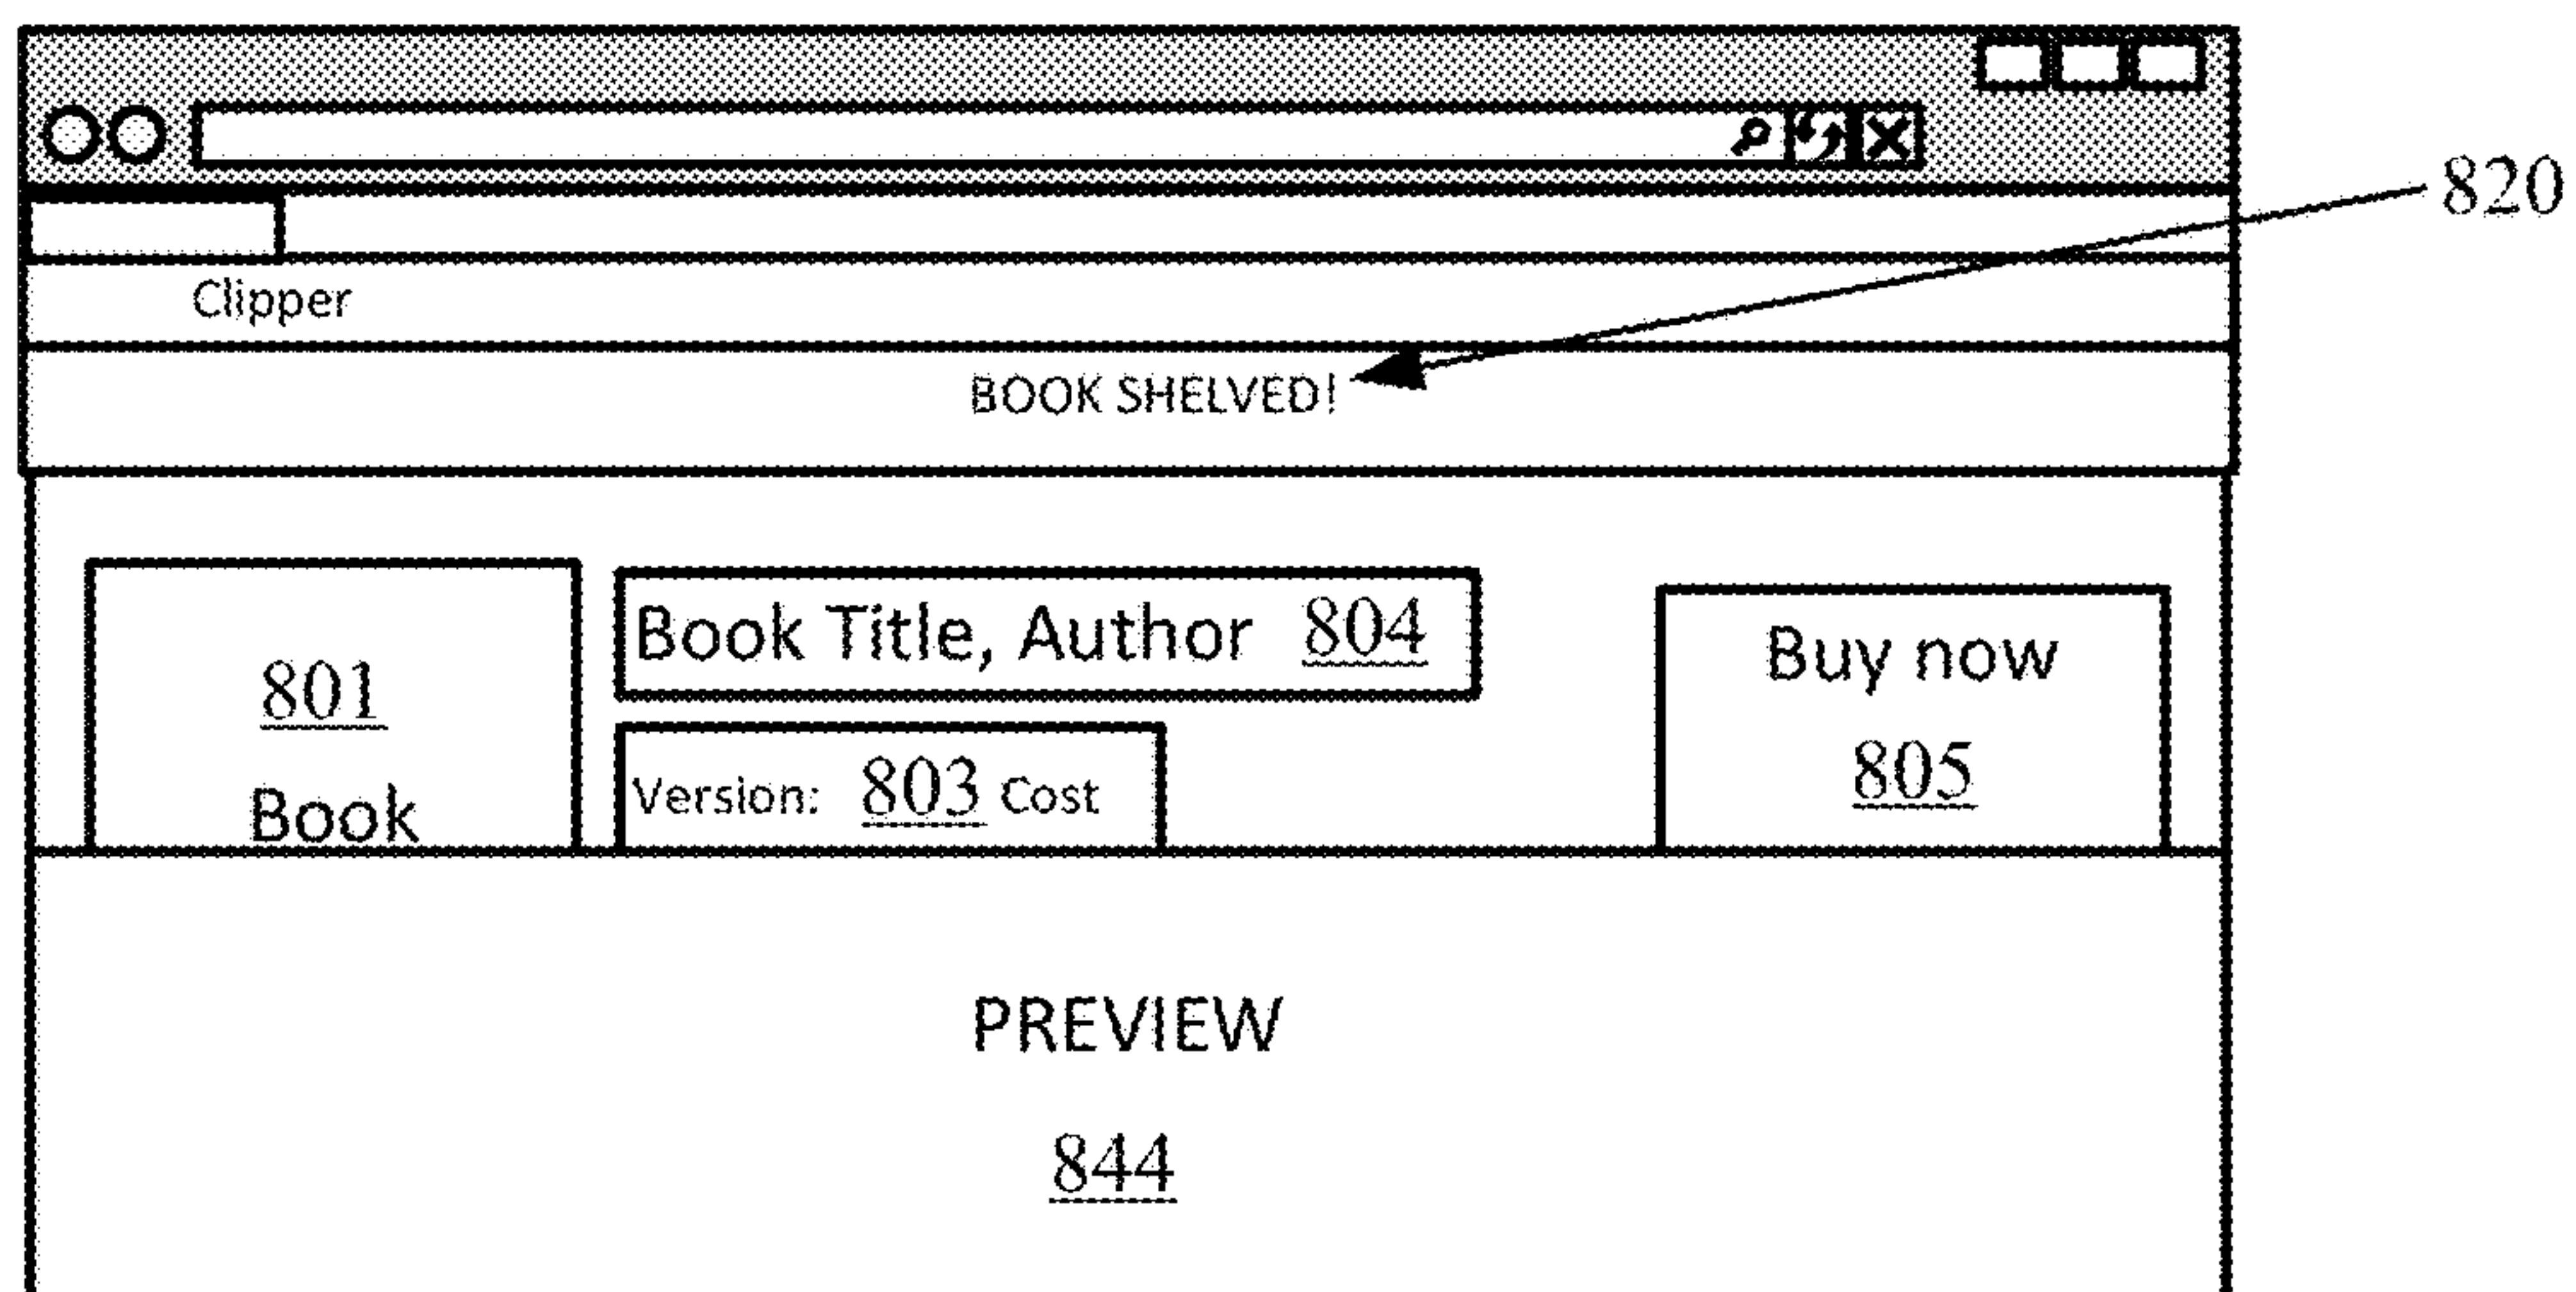 820
Clipper
BOOK SHELVED!
801
Book
Book Title, Author 804
Version: 803 Cost
Buy now
805
PREVIEW
844